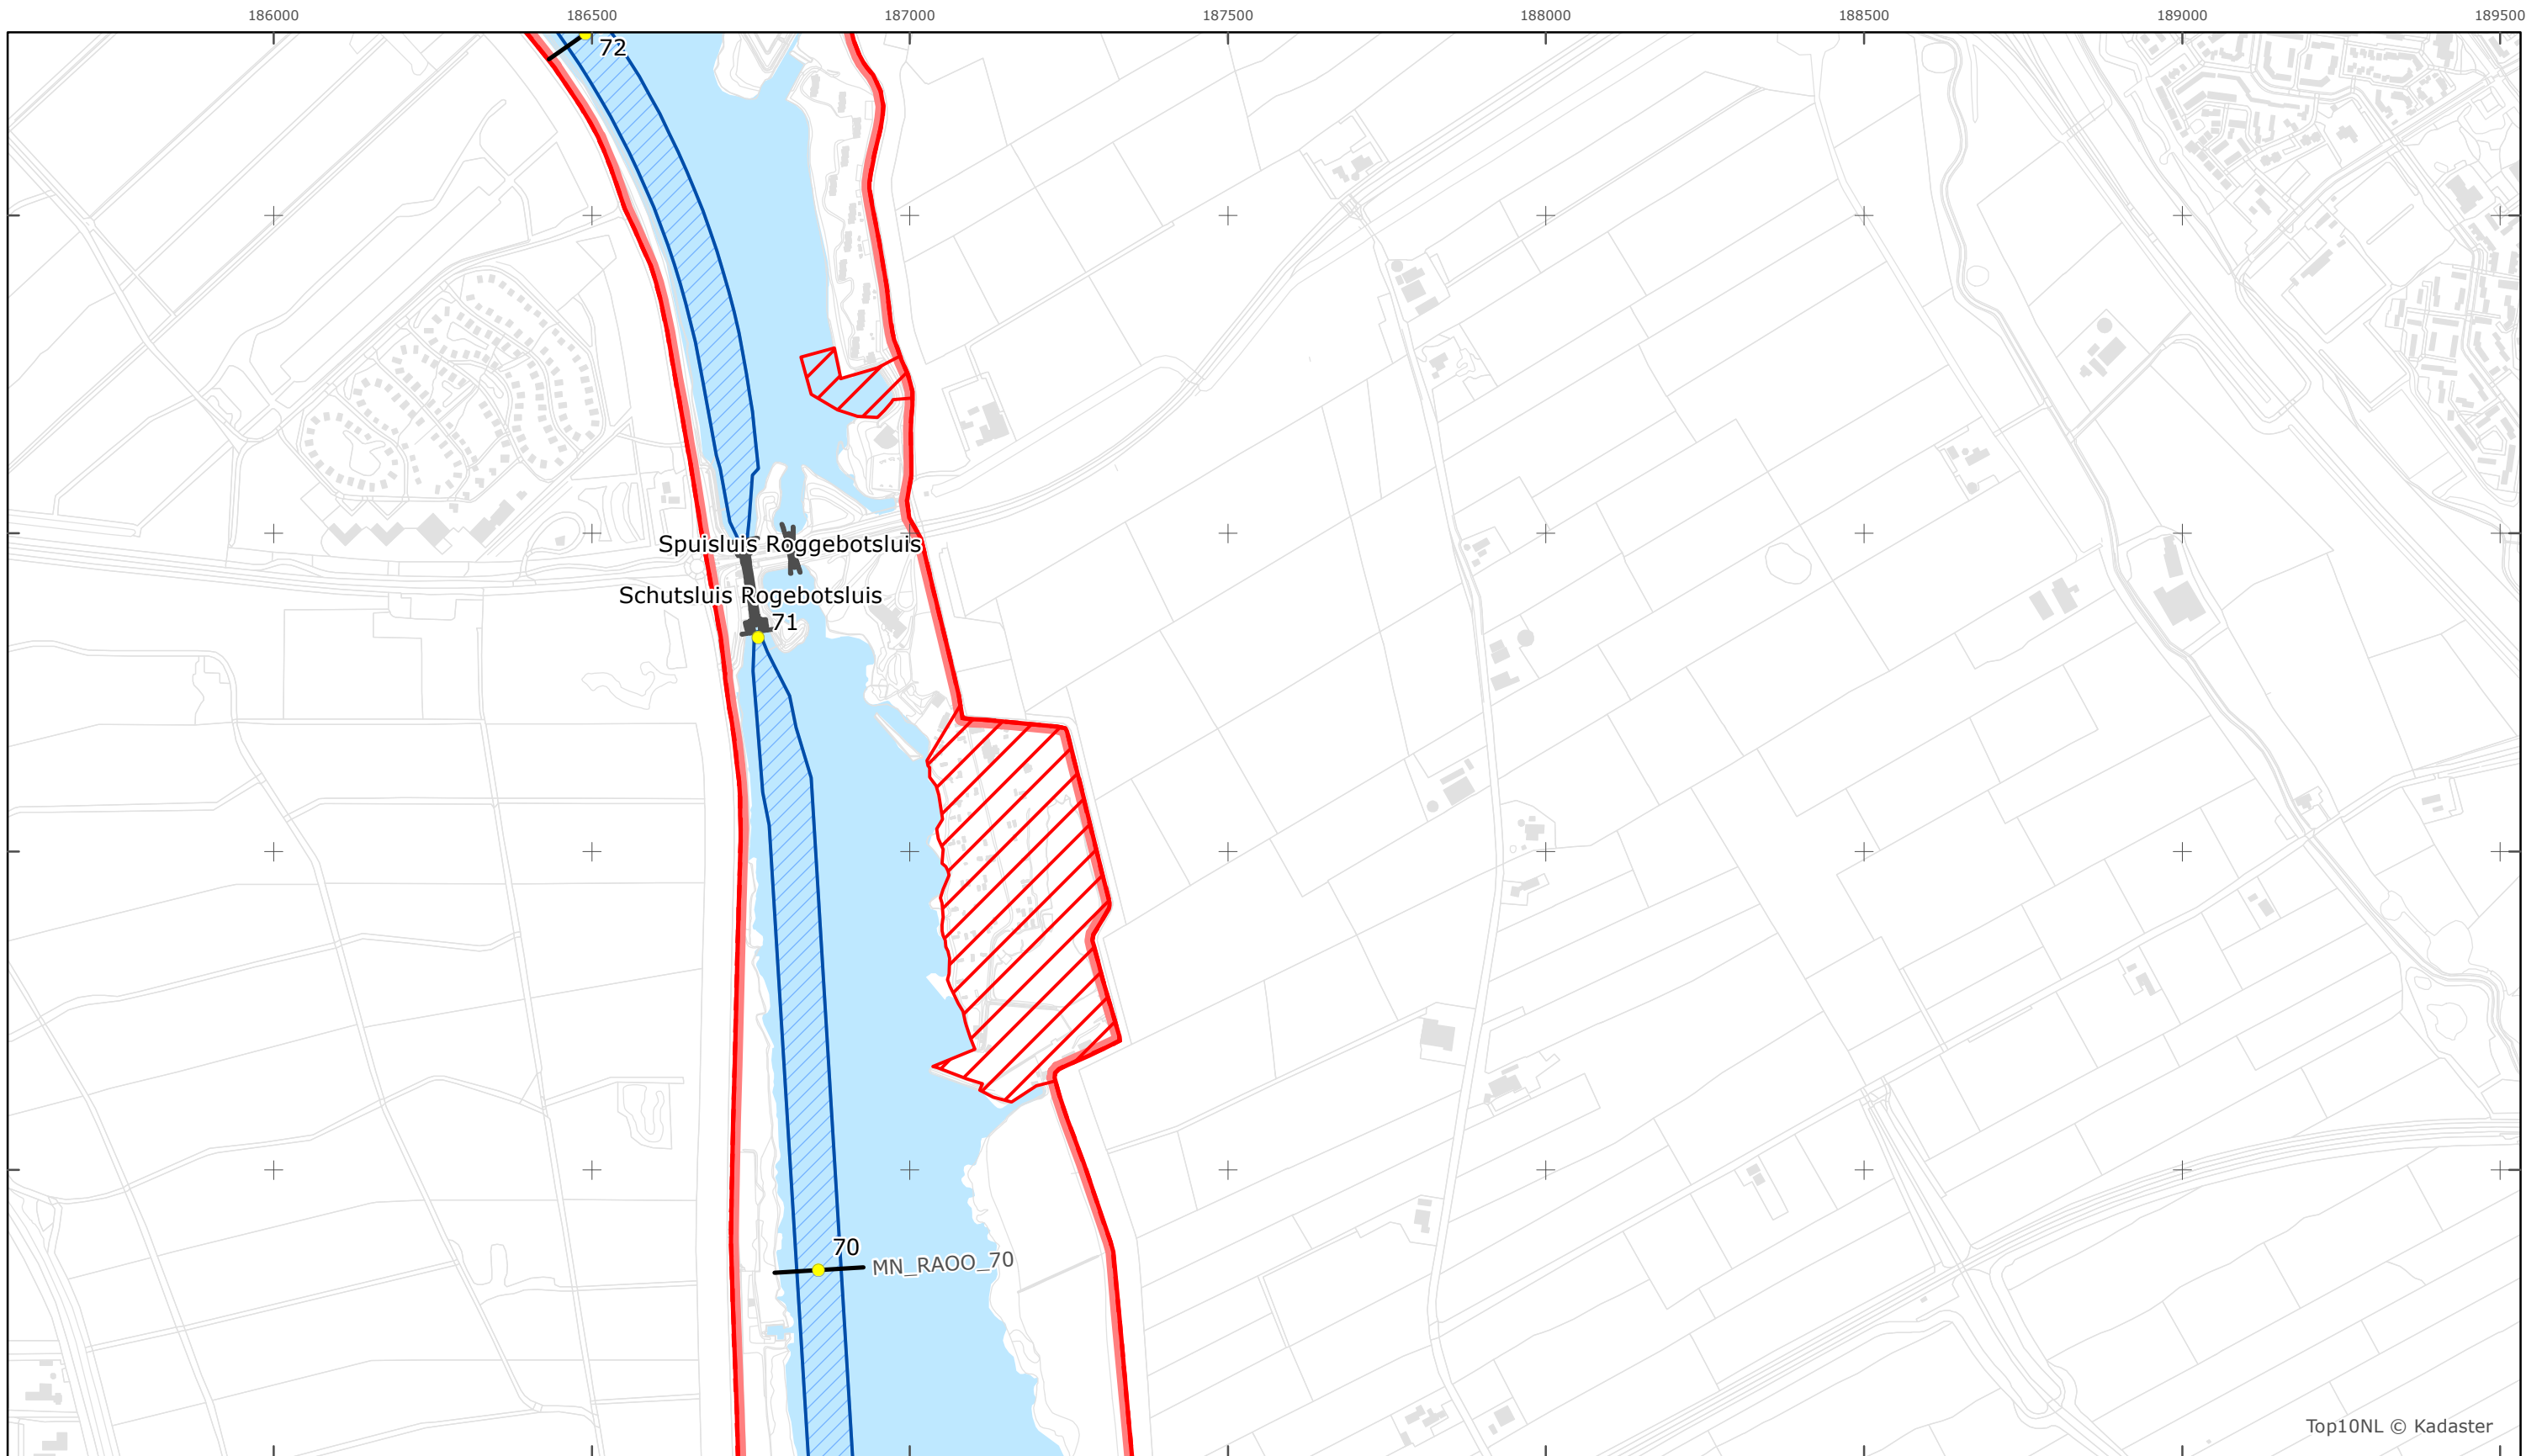 186000 186500 187000 187500 188000 188500 189000 189500
72
Spuisluis Roggebotsluis
Schutsluis Rogebotsluis
71
70
MN_RAOO_70
Top10NL © Kadaster